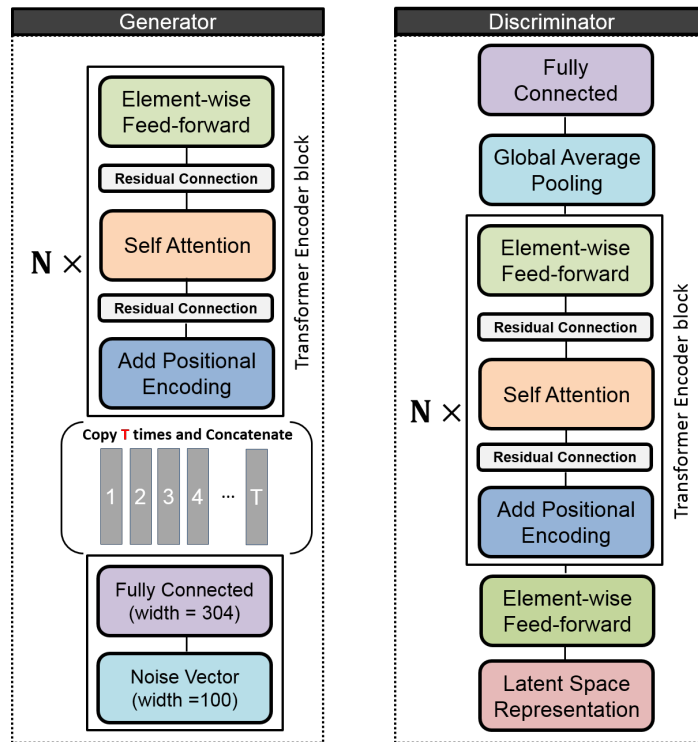 Generator
Element-wise
Feed-forward
Residual Connection
Self Attention
N ×
Residual Connection
Add Positional
Encoding
Transformer Encoder block
Copy T times and Concatenate
1 2 3 4 ... T
Fully Connected
(width = 304)
Noise Vector
(width =100)
Discriminator
Fully
Connected
Global Average
Pooling
Element-wise
Feed-forward
Residual Connection
Self Attention
N ×
Residual Connection
Add Positional
Encoding
Transformer Encoder block
Element-wise
Feed-forward
Latent Space
Representation